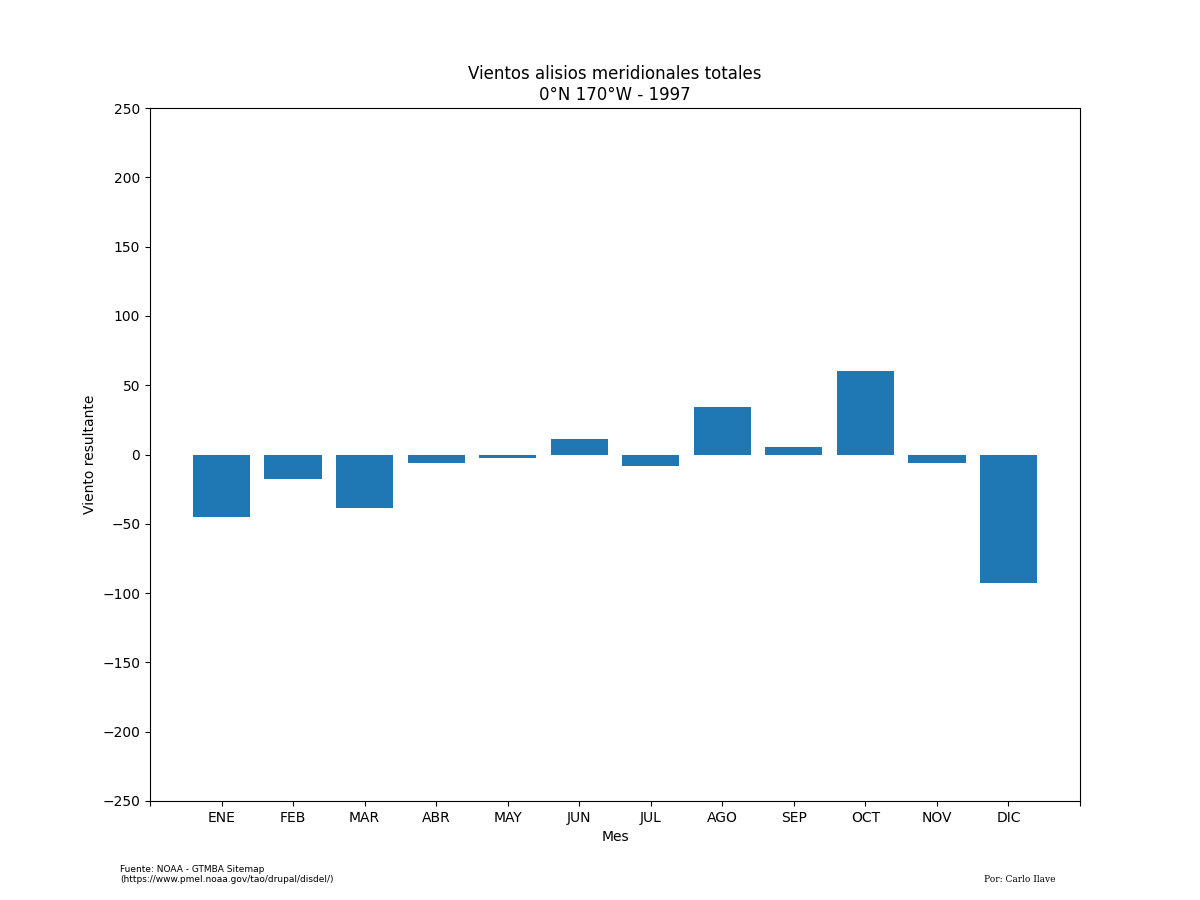 Vientos alisios meridionales totales
0°N 170°W - 1997
250
200
150
100
50
0
−50
−100
−150
−200
−250
Viento resultante
ENE FEB MAR ABR MAY JUN JUL AGO SEP OCT NOV DIC
Mes
Fuente: NOAA - GTMBA Sitemap
(https://www.pmel.noaa.gov/tao/drupal/disdel/)
Por: Carlo Ilave